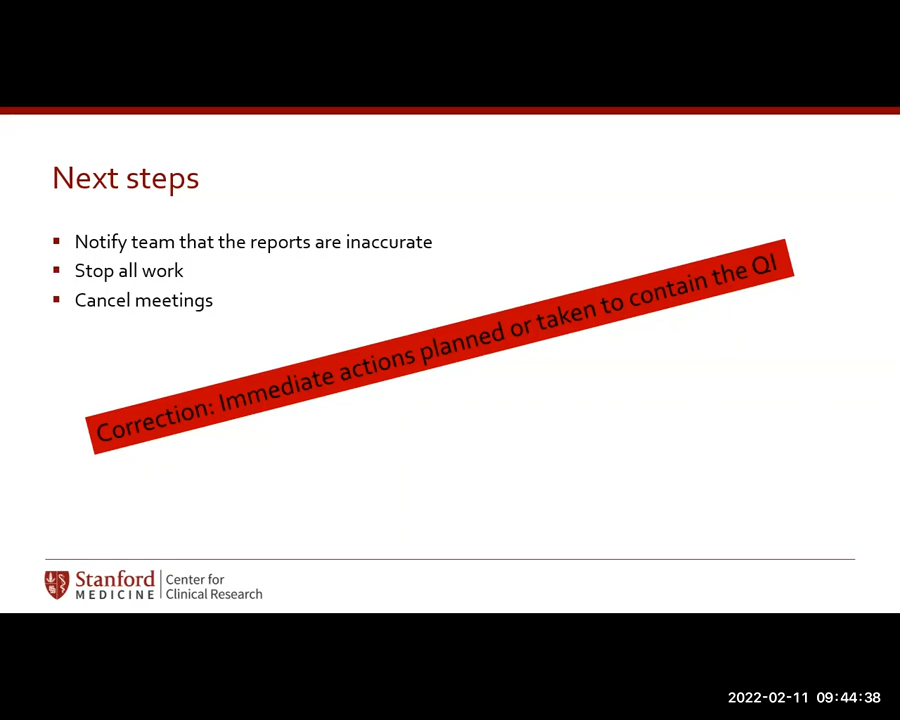 Next steps
Notify team that the reports are inaccurate
Stop all work
Cancel meetings
Correction: Immediate actions planned or taken to contain the QI
Stanford
MEDICINE
Center for
Clinical Research
2022-02-11 09:44:38